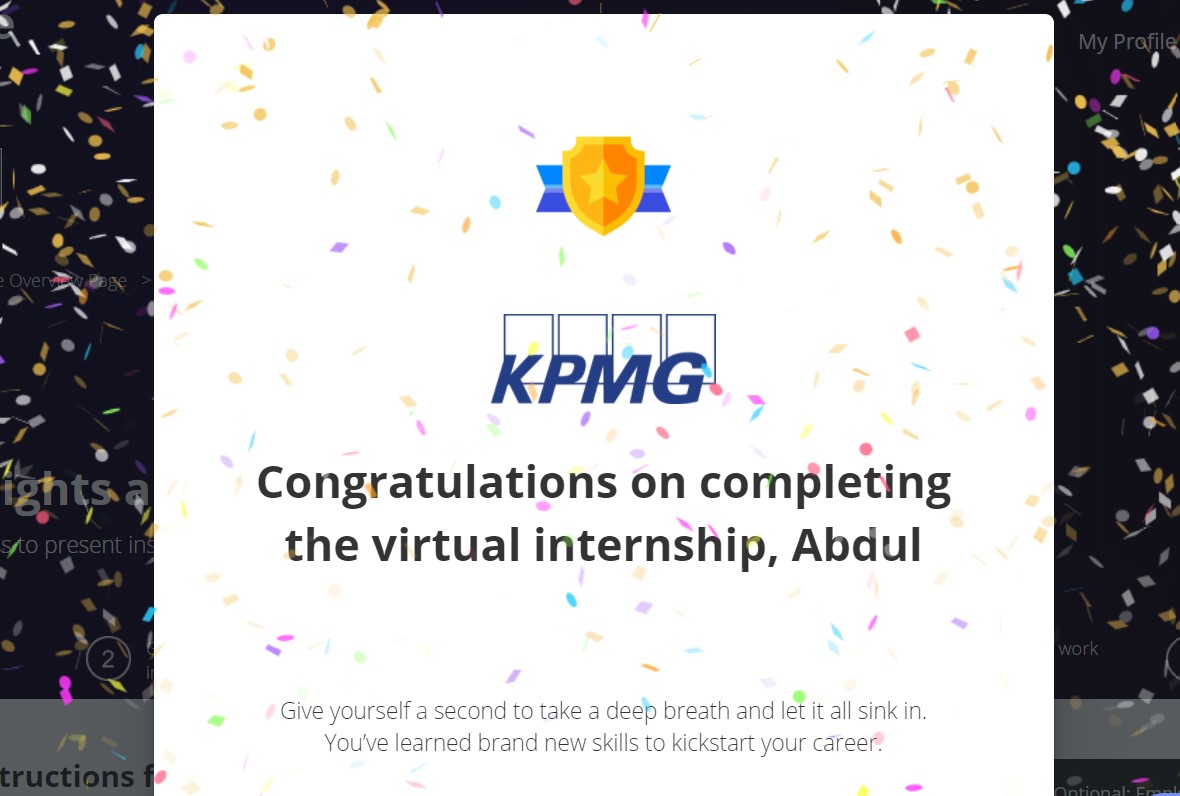 My Profile
e Overview Page >
KPMG
Congratulations on completing
the virtual internship, Abdul
ights a
s to present ins
2
work
Give yourself a second to take a deep breath and let it all sink in.
You’ve learned brand new skills to kickstart your career.
tructions f
Optional: Empl